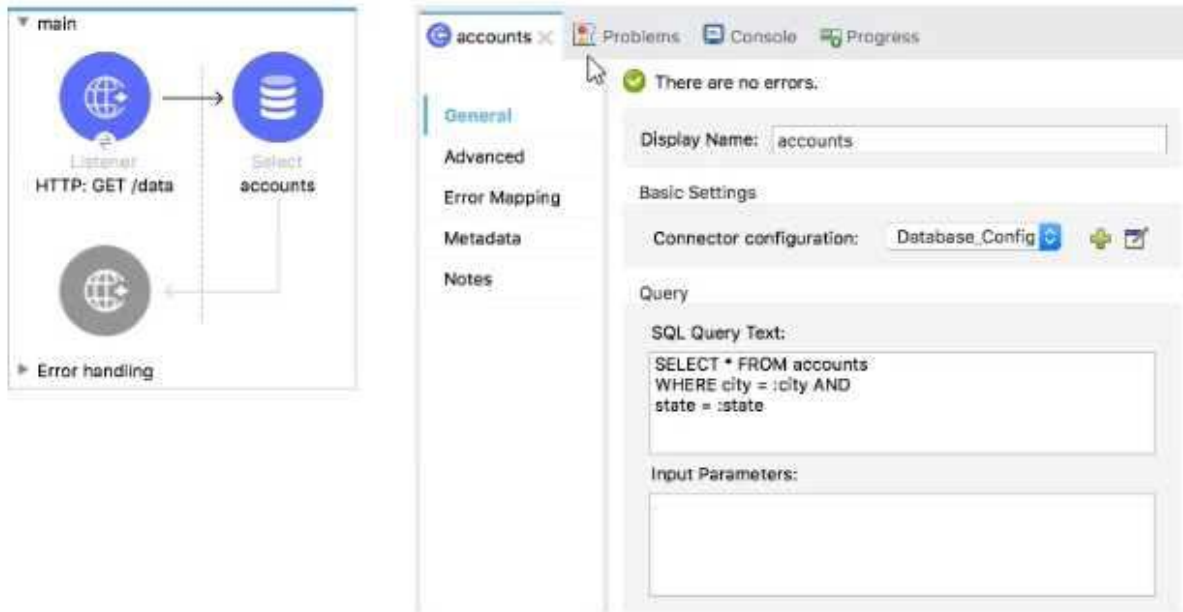 main
Listener
HTTP: GET /data
Select
accounts
Error handling
accounts
Problems
Console
Progress
General
Advanced
Error Mapping
Metadata
Notes
There are no errors.
Display Name: accounts
Basic Settings
Connector configuration: Database_Config
Query
SQL Query Text:
SELECT * FROM accounts
WHERE city = :city AND
state = :state
Input Parameters: